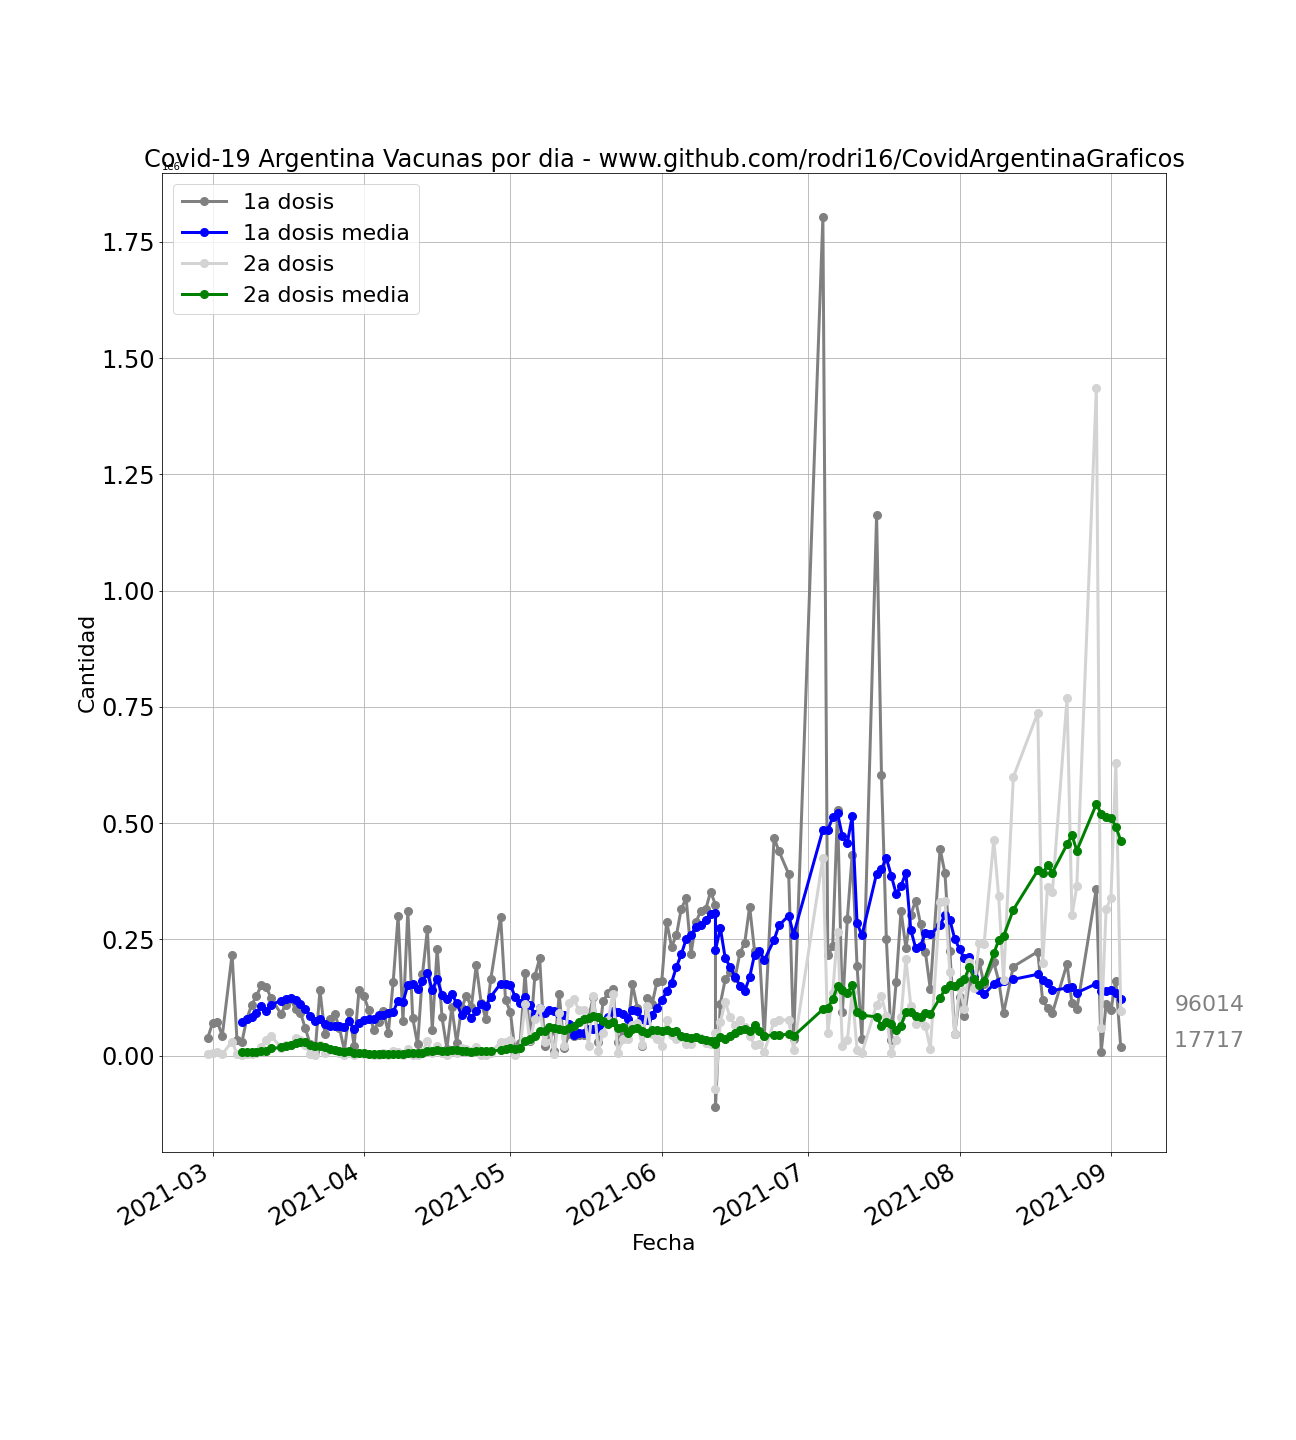 Covid-19 Argentina Vacunas por dia - www.github.com/rodri16/CovidArgentinaGraficos
1e6
1a dosis
1a dosis media
2a dosis
2a dosis media
1.75
1.50
1.25
1.00
0.75
0.50
0.25
0.00
Cantidad
96014
17717
2021-03
2021-04
2021-05
2021-06
2021-07
2021-08
2021-09
Fecha